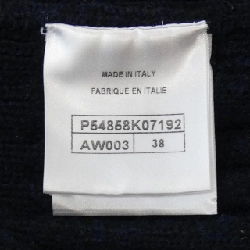 MADE IN ITALY
FABRIQUE EN ITALIE
P54858K07192
AW003 38